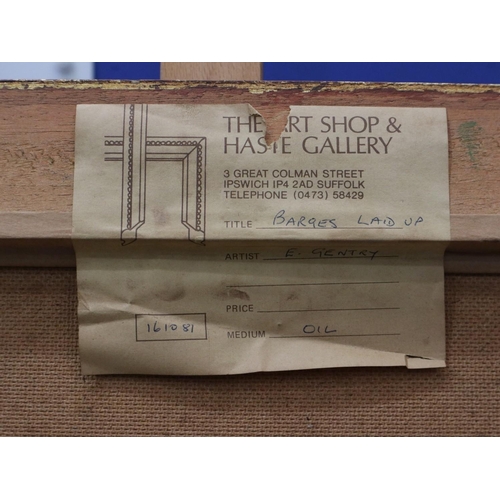 THE ART SHOP &
HASTE GALLERY
3 GREAT COLMAN STREET
IPSWICH IP4 2AD SUFFOLK
TELEPHONE (0473) 58429
TITLE BARGES LAID UP
ARTIST E. GENTRY
PRICE
161081
MEDIUM OIL